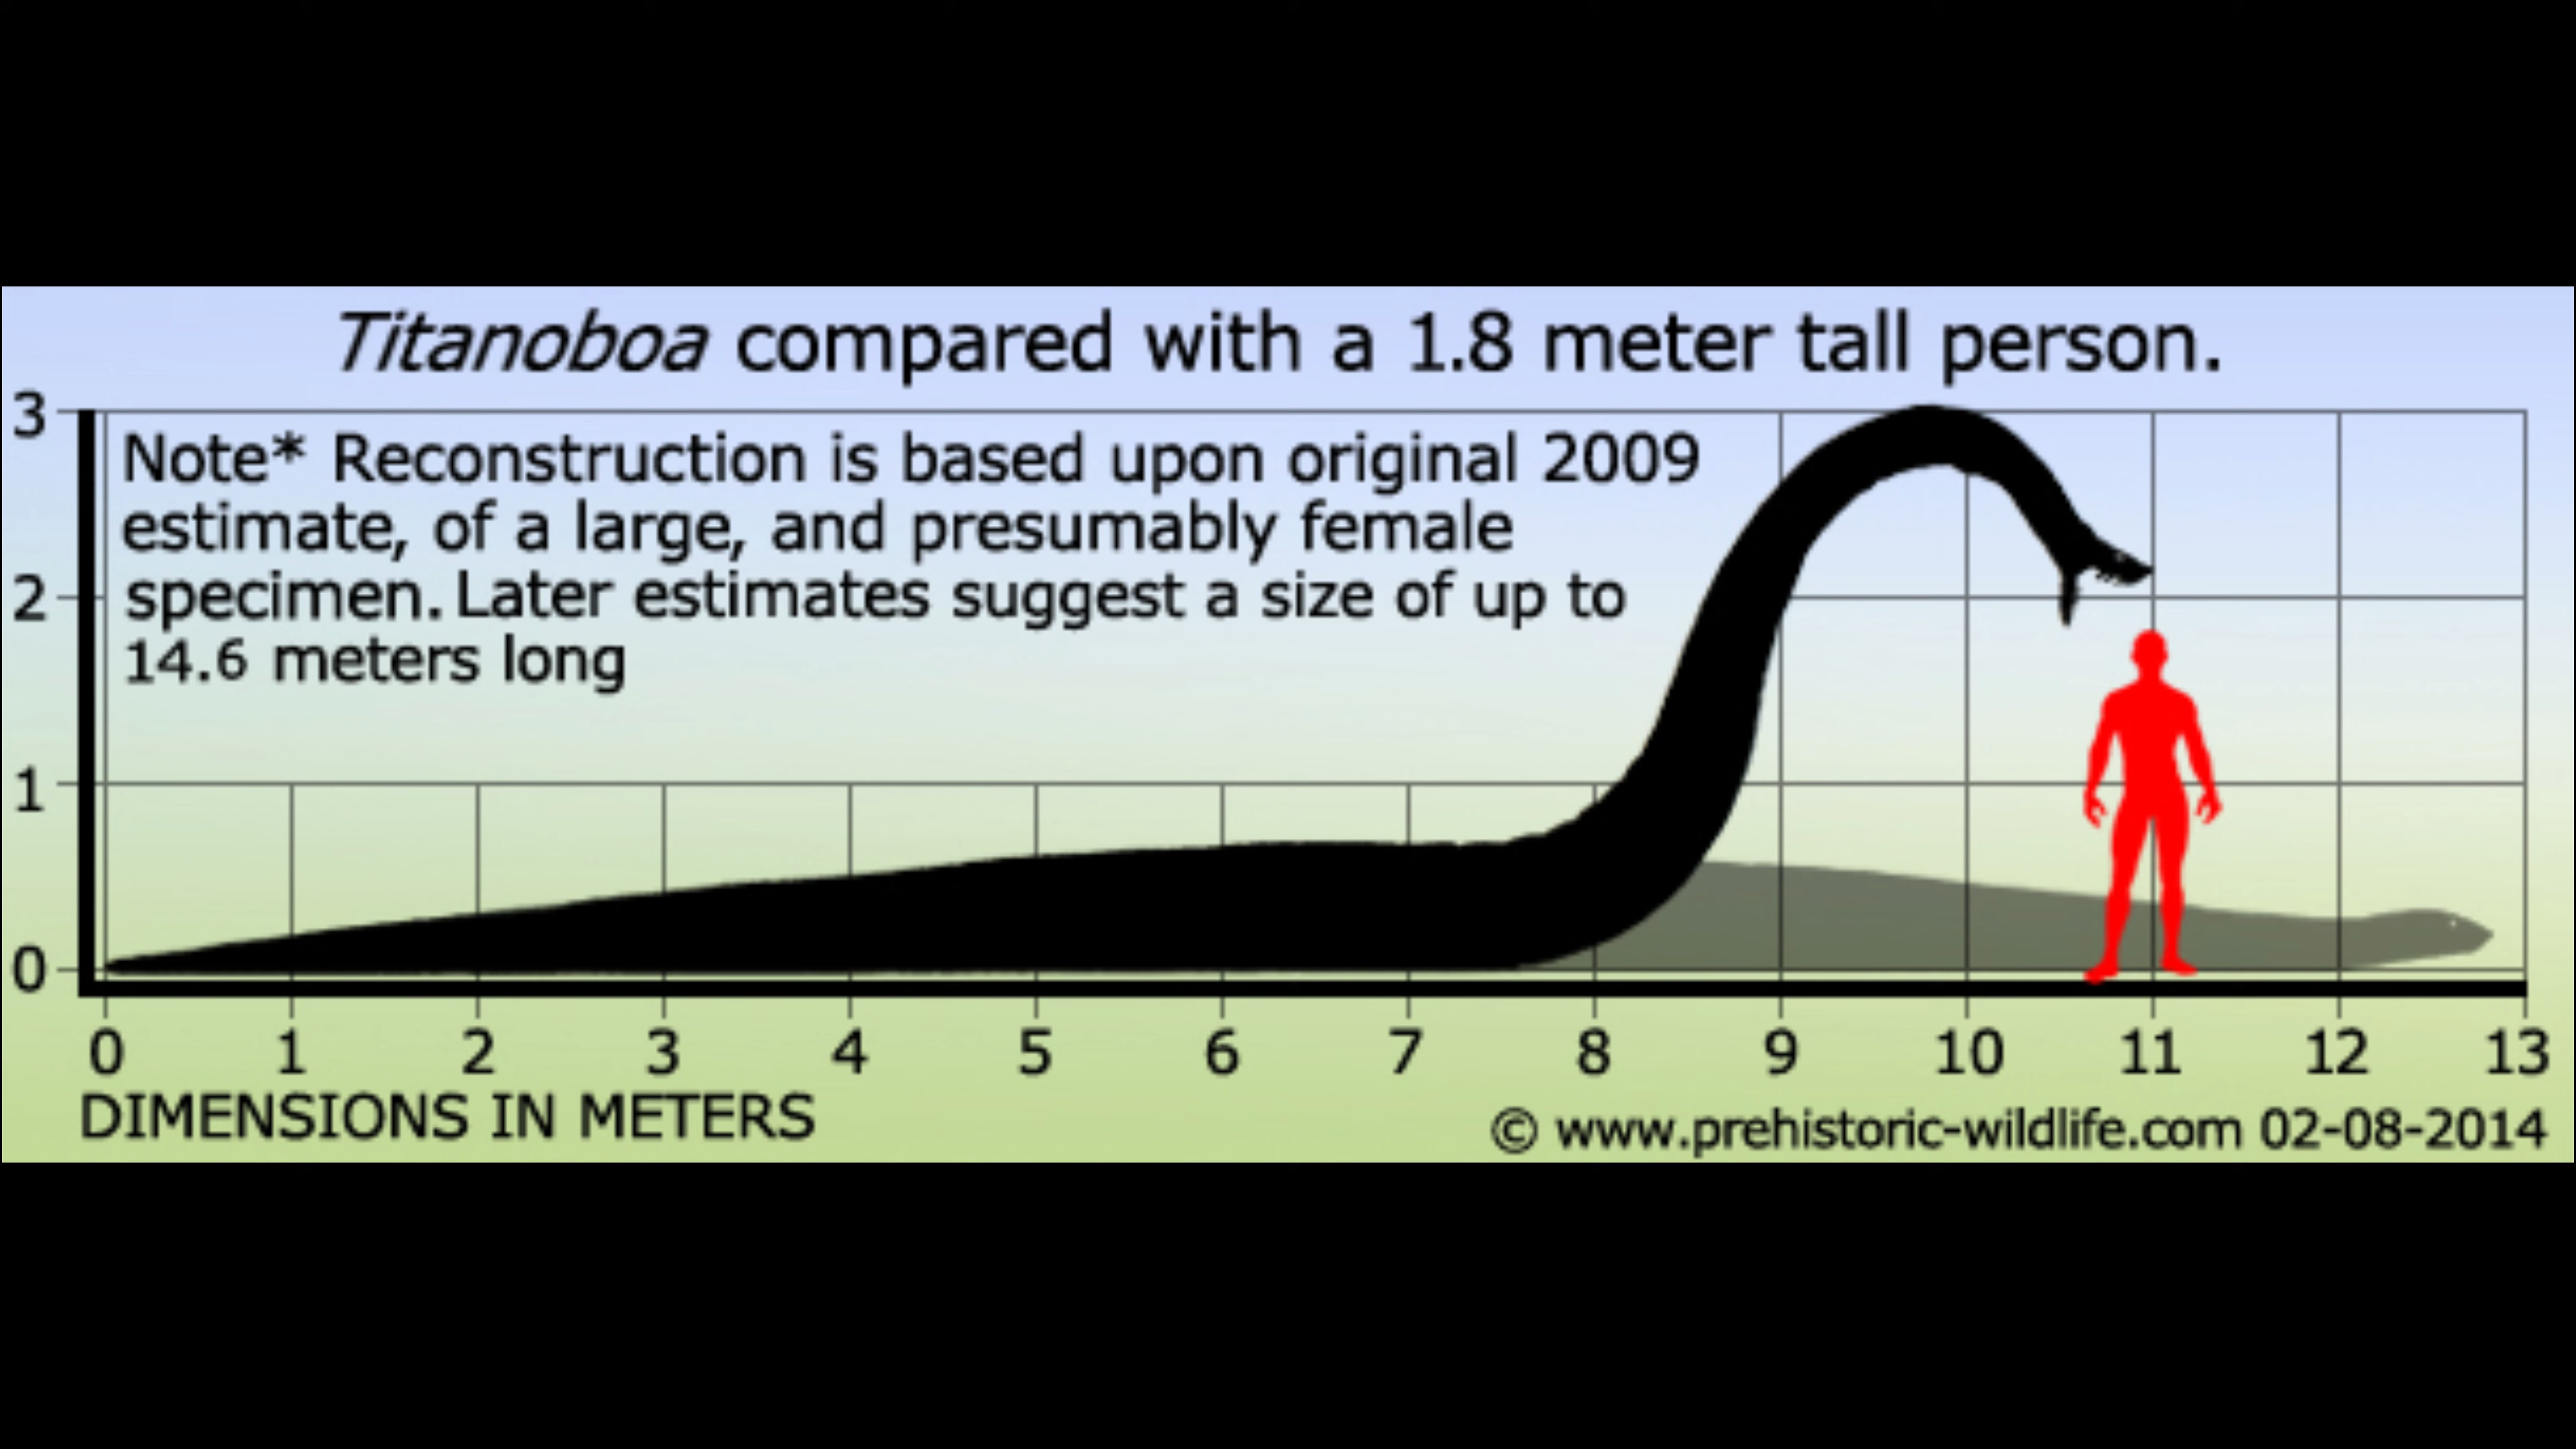 Titanoboa compared with a 1.8 meter tall person.
3
Note* Reconstruction is based upon original 2009
estimate, of a large, and presumably female
specimen. Later estimates suggest a size of up to
14.6 meters long
2
1
0
0 1 2 3 4 5 6 7 8 9 10 11 12 13
DIMENSIONS IN METERS
© www.prehistoric-wildlife.com 02-08-2014